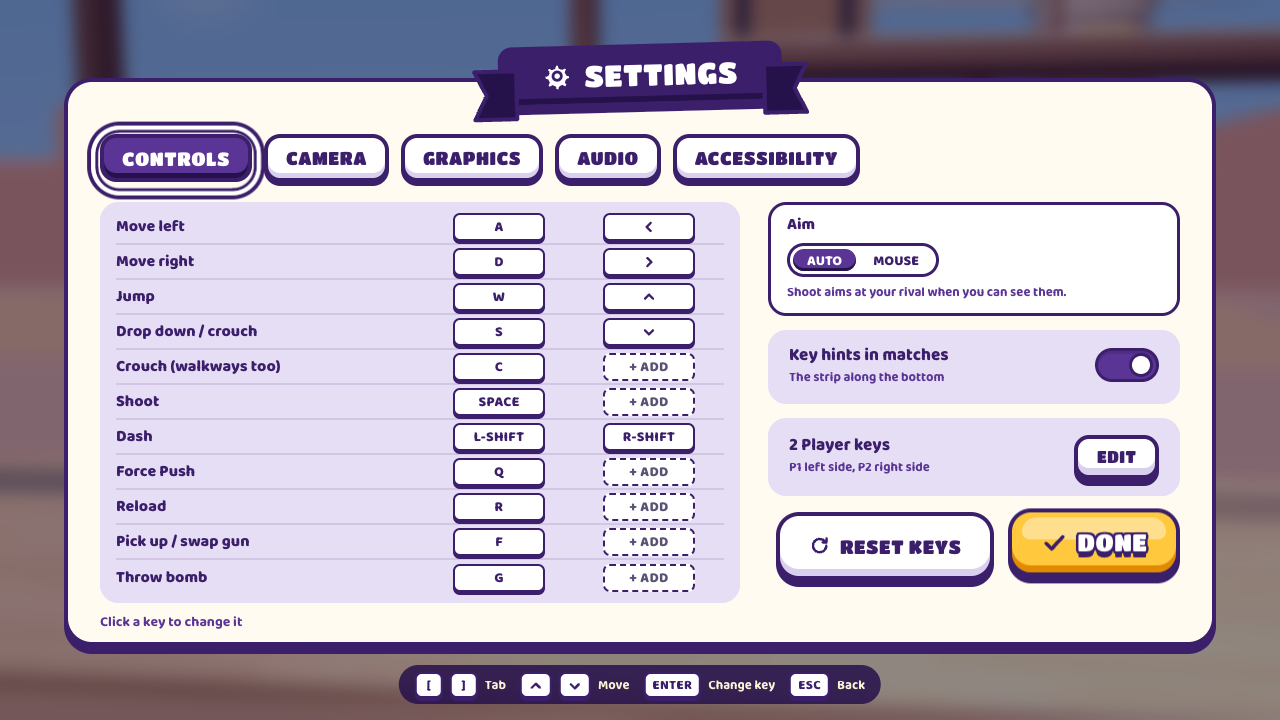 SETTINGS
CONTROLS CAMERA GRAPHICS AUDIO ACCESSIBILITY
Move left A <
Move right D >
Jump W ^
Drop down / crouch S ⌄
Crouch (walkways too) C + ADD
Shoot SPACE + ADD
Dash L-SHIFT R-SHIFT
Force Push Q + ADD
Reload R + ADD
Pick up / swap gun F + ADD
Throw bomb G + ADD
Click a key to change it
Aim
AUTO MOUSE
Shoot aims at your rival when you can see them.
Key hints in matches
The strip along the bottom
2 Player keys
P1 left side, P2 right side
EDIT
RESET KEYS DONE
[ ] Tab ^ ⌄ Move ENTER Change key ESC Back